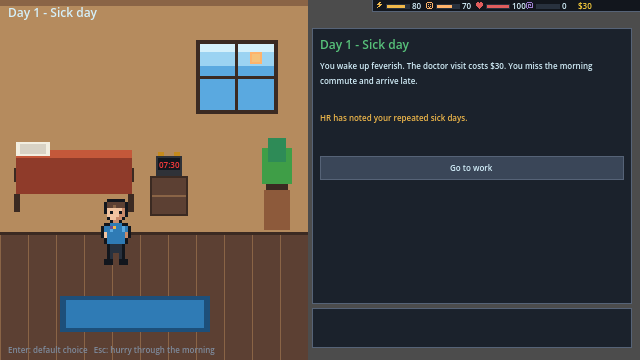 Day 1 - Sick day
80 70 100 0 $30
Day 1 - Sick day
You wake up feverish. The doctor visit costs $30. You miss the morning
commute and arrive late.
HR has noted your repeated sick days.
Go to work
07:30
Enter: default choice Esc: hurry through the morning